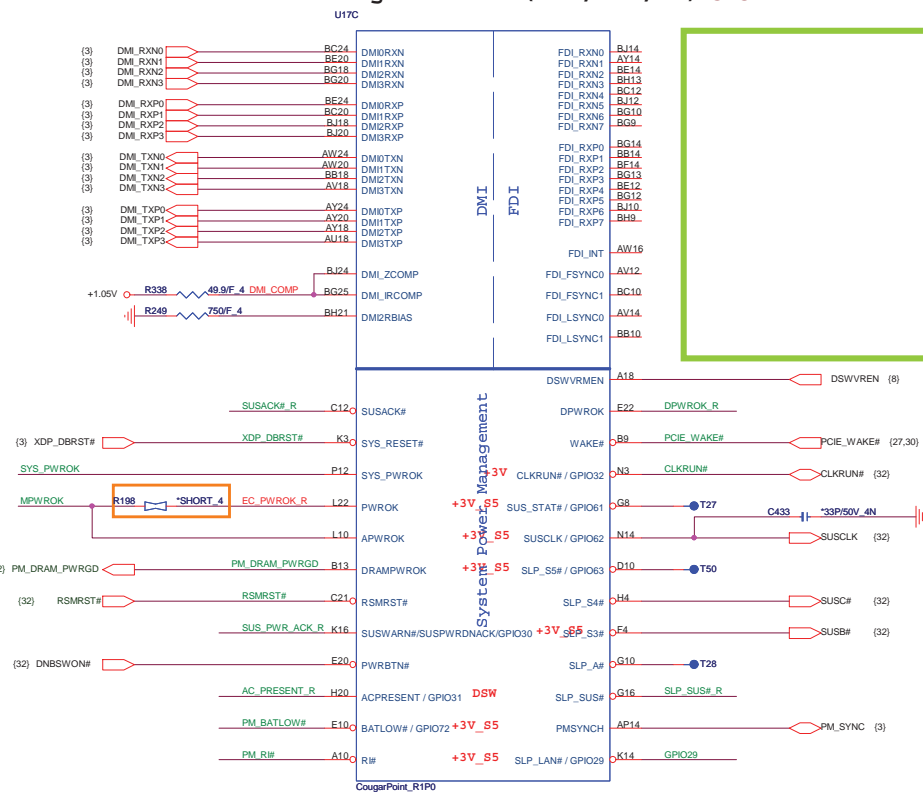 U17C
{3} DMI_RXN0 BC24 DMI0RXN FDI_RXN0 BJ14
{3} DMI_RXN1 BE20 DMI1RXN FDI_RXN1 AY14
{3} DMI_RXN2 BG18 DMI2RXN FDI_RXN2 BE14
{3} DMI_RXN3 BG20 DMI3RXN FDI_RXN3 BH13
FDI_RXN4 BC12
{3} DMI_RXP0 BE24 DMI0RXP FDI_RXN5 BJ12
{3} DMI_RXP1 BC20 DMI1RXP FDI_RXN6 BG10
{3} DMI_RXP2 BJ18 DMI2RXP FDI_RXN7 BG9
{3} DMI_RXP3 BJ20 DMI3RXP
FDI_RXP0 BG14
{3} DMI_TXN0 AW24 DMI0TXN FDI_RXP1 BB14
{3} DMI_TXN1 AW20 DMI1TXN FDI_RXP2 BF14
{3} DMI_TXN2 BB18 DMI2TXN FDI_RXP3 BG13
{3} DMI_TXN3 AV18 DMI3TXN FDI_RXP4 BE12
FDI_RXP5 BG12
{3} DMI_TXP0 AY24 DMI0TXP FDI_RXP6 BJ10
{3} DMI_TXP1 AY20 DMI1TXP FDI_RXP7 BH9
{3} DMI_TXP2 AY18 DMI2TXP
{3} DMI_TXP3 AU18 DMI3TXP
DMI
FDI
FDI_INT AW16
BJ24 DMI_ZCOMP FDI_FSYNC0 AV12
+1.05V R338 49.9/F_4 DMI_COMP BG25 DMI_IRCOMP FDI_FSYNC1 BC10
R249 750/F_4 BH21 DMI2RBIAS FDI_LSYNC0 AV14
FDI_LSYNC1 BB10
System Power Management
DSWVRMEN A18 DSWVREN {8}
SUSACK#_R C12 SUSACK# DPWROK E22 DPWROK_R
{3} XDP_DBRST# XDP_DBRST# K3 SYS_RESET# WAKE# B9 PCIE_WAKE# PCIE_WAKE# {27,30}
SYS_PWROK P12 SYS_PWROK +3V CLKRUN# / GPIO32 N3 CLKRUN# CLKRUN# {32}
MPWROK R198 *SHORT_4 EC_PWROK_R L22 PWROK +3V_S5 SUS_STAT# / GPIO61 G8 T27
C433 *33P/50V_4N
L10 APWROK +3V_S5 SUSCLK / GPIO62 N14 SUSCLK {32}
PM_DRAM_PWRGD PM_DRAM_PWRGD B13 DRAMPWROK +3V_S5 SLP_S5# / GPIO63 D10 T50
{32} RSMRST# RSMRST# C21 RSMRST# SLP_S4# H4 SUSC# {32}
SUS_PWR_ACK_R K16 SUSWARN#/SUSPWRDNACK/GPIO30 +3V_S5 SLP_S3# F4 SUSB# {32}
{32} DNBSWON# E20 PWRBTN# SLP_A# G10 T28
AC_PRESENT_R H20 ACPRESENT / GPIO31 DSW SLP_SUS# G16 SLP_SUS#_R
PM_BATLOW# E10 BATLOW# / GPIO72 +3V_S5 PMSYNCH AP14 PM_SYNC {3}
PM_RI# A10 RI# +3V_S5 SLP_LAN# / GPIO29 K14 GPIO29
CougarPoint_R1P0